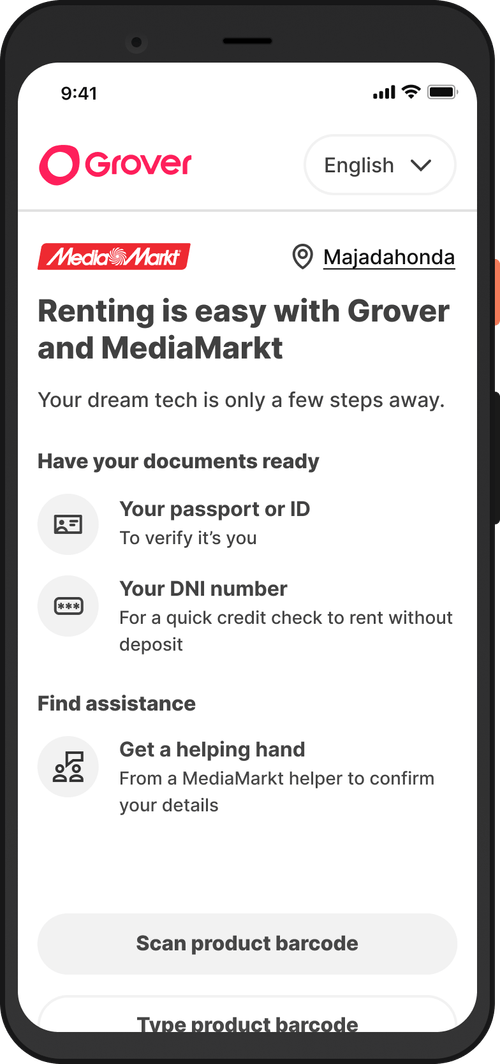 9:41
Grover
English
MediaMarkt
Majadahonda
Renting is easy with Grover
and MediaMarkt
Your dream tech is only a few steps away.
Have your documents ready
Your passport or ID
To verify it’s you
Your DNI number
For a quick credit check to rent without
deposit
Find assistance
Get a helping hand
From a MediaMarkt helper to confirm
your details
Scan product barcode
Type product barcode